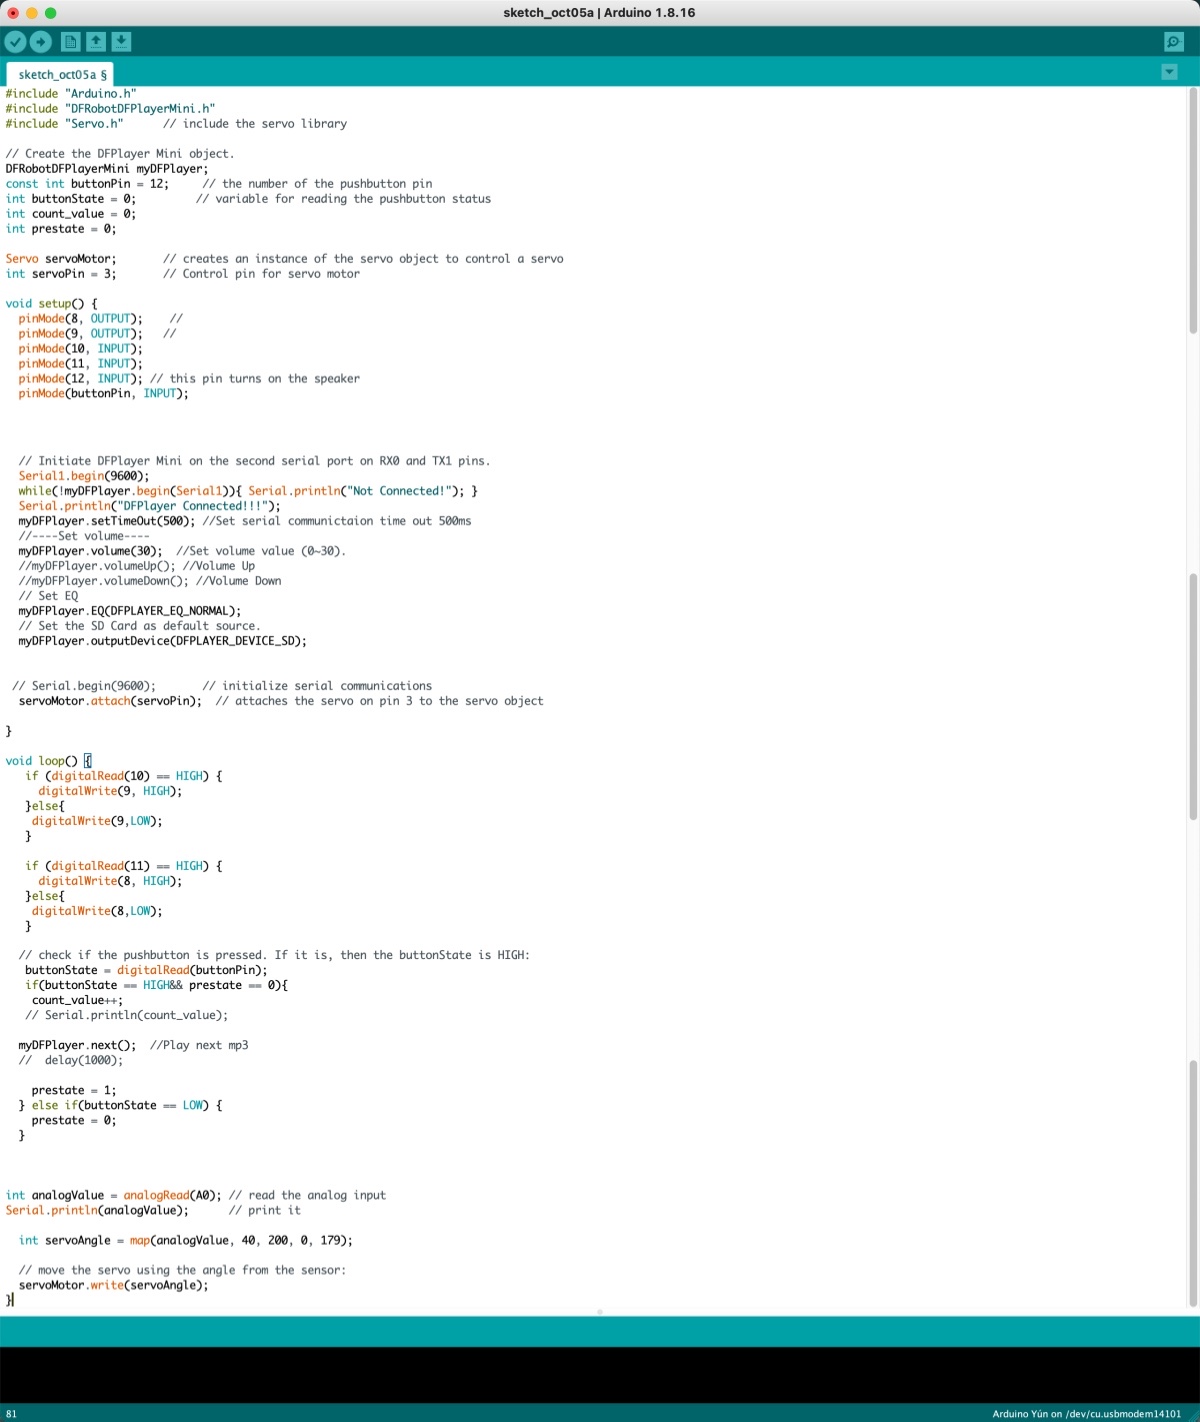 sketch_oct05a | Arduino 1.8.16
sketch_oct05a §
#include "Arduino.h"
#include "DFRobotDFPlayerMini.h"
#include "Servo.h"      // include the servo library
// Create the DFPlayer Mini object.
DFRobotDFPlayerMini myDFPlayer;
const int buttonPin = 12;     // the number of the pushbutton pin
int buttonState = 0;         // variable for reading the pushbutton status
int count_value = 0;
int prestate = 0;
Servo servoMotor;       // creates an instance of the servo object to control a servo
int servoPin = 3;       // Control pin for servo motor
void setup() {
  pinMode(8, OUTPUT);    //
  pinMode(9, OUTPUT);   //
  pinMode(10, INPUT);
  pinMode(11, INPUT);
  pinMode(12, INPUT); // this pin turns on the speaker
  pinMode(buttonPin, INPUT);
  // Initiate DFPlayer Mini on the second serial port on RX0 and TX1 pins.
  Serial1.begin(9600);
  while(!myDFPlayer.begin(Serial1)){ Serial.println("Not Connected!"); }
  Serial.println("DFPlayer Connected!!!");
  myDFPlayer.setTimeOut(500); //Set serial communictaion time out 500ms
  //----Set volume----
  myDFPlayer.volume(30);  //Set volume value (0~30).
  //myDFPlayer.volumeUp(); //Volume Up
  //myDFPlayer.volumeDown(); //Volume Down
  // Set EQ
  myDFPlayer.EQ(DFPLAYER_EQ_NORMAL);
  // Set the SD Card as default source.
  myDFPlayer.outputDevice(DFPLAYER_DEVICE_SD);
 // Serial.begin(9600);       // initialize serial communications
  servoMotor.attach(servoPin);  // attaches the servo on pin 3 to the servo object
}
void loop() {
   if (digitalRead(10) == HIGH) {
     digitalWrite(9, HIGH);
   }else{
    digitalWrite(9,LOW);
   }
   if (digitalRead(11) == HIGH) {
     digitalWrite(8, HIGH);
   }else{
    digitalWrite(8,LOW);
   }
  // check if the pushbutton is pressed. If it is, then the buttonState is HIGH:
   buttonState = digitalRead(buttonPin);
   if(buttonState == HIGH&& prestate == 0){
    count_value++;
   // Serial.println(count_value);
  myDFPlayer.next();  //Play next mp3
  //  delay(1000);
    prestate = 1;
  } else if(buttonState == LOW) {
    prestate = 0;
  }
int analogValue = analogRead(A0); // read the analog input
Serial.println(analogValue);      // print it
  int servoAngle = map(analogValue, 40, 200, 0, 179);
  // move the servo using the angle from the sensor:
  servoMotor.write(servoAngle);
}
81
Arduino Yún on /dev/cu.usbmodem14101